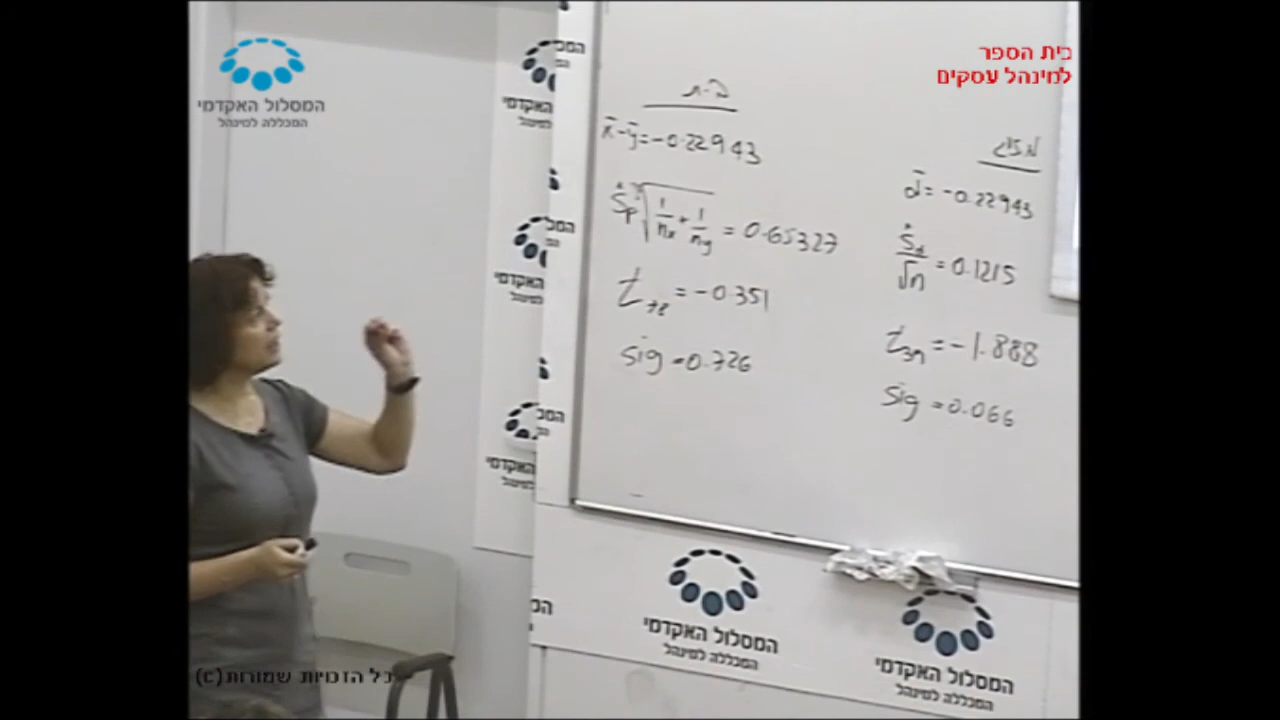 בית הספר
למינהל עסקים
המסלול האקדמי
המכללה למינהל
מזווג
d̄ = -0.22943
Ŝd/√n = 0.1215
t39 = -1.888
sig = 0.066
ב-ת
x̄-ȳ = -0.22943
Ŝp √(1/nx + 1/ny) = 0.65327
t78 = -0.351
sig = 0.726
המסלול האקדמי
המכללה למינהל
המסלול האקדמי
המכללה למינהל
כל הזכויות שמורות(c)